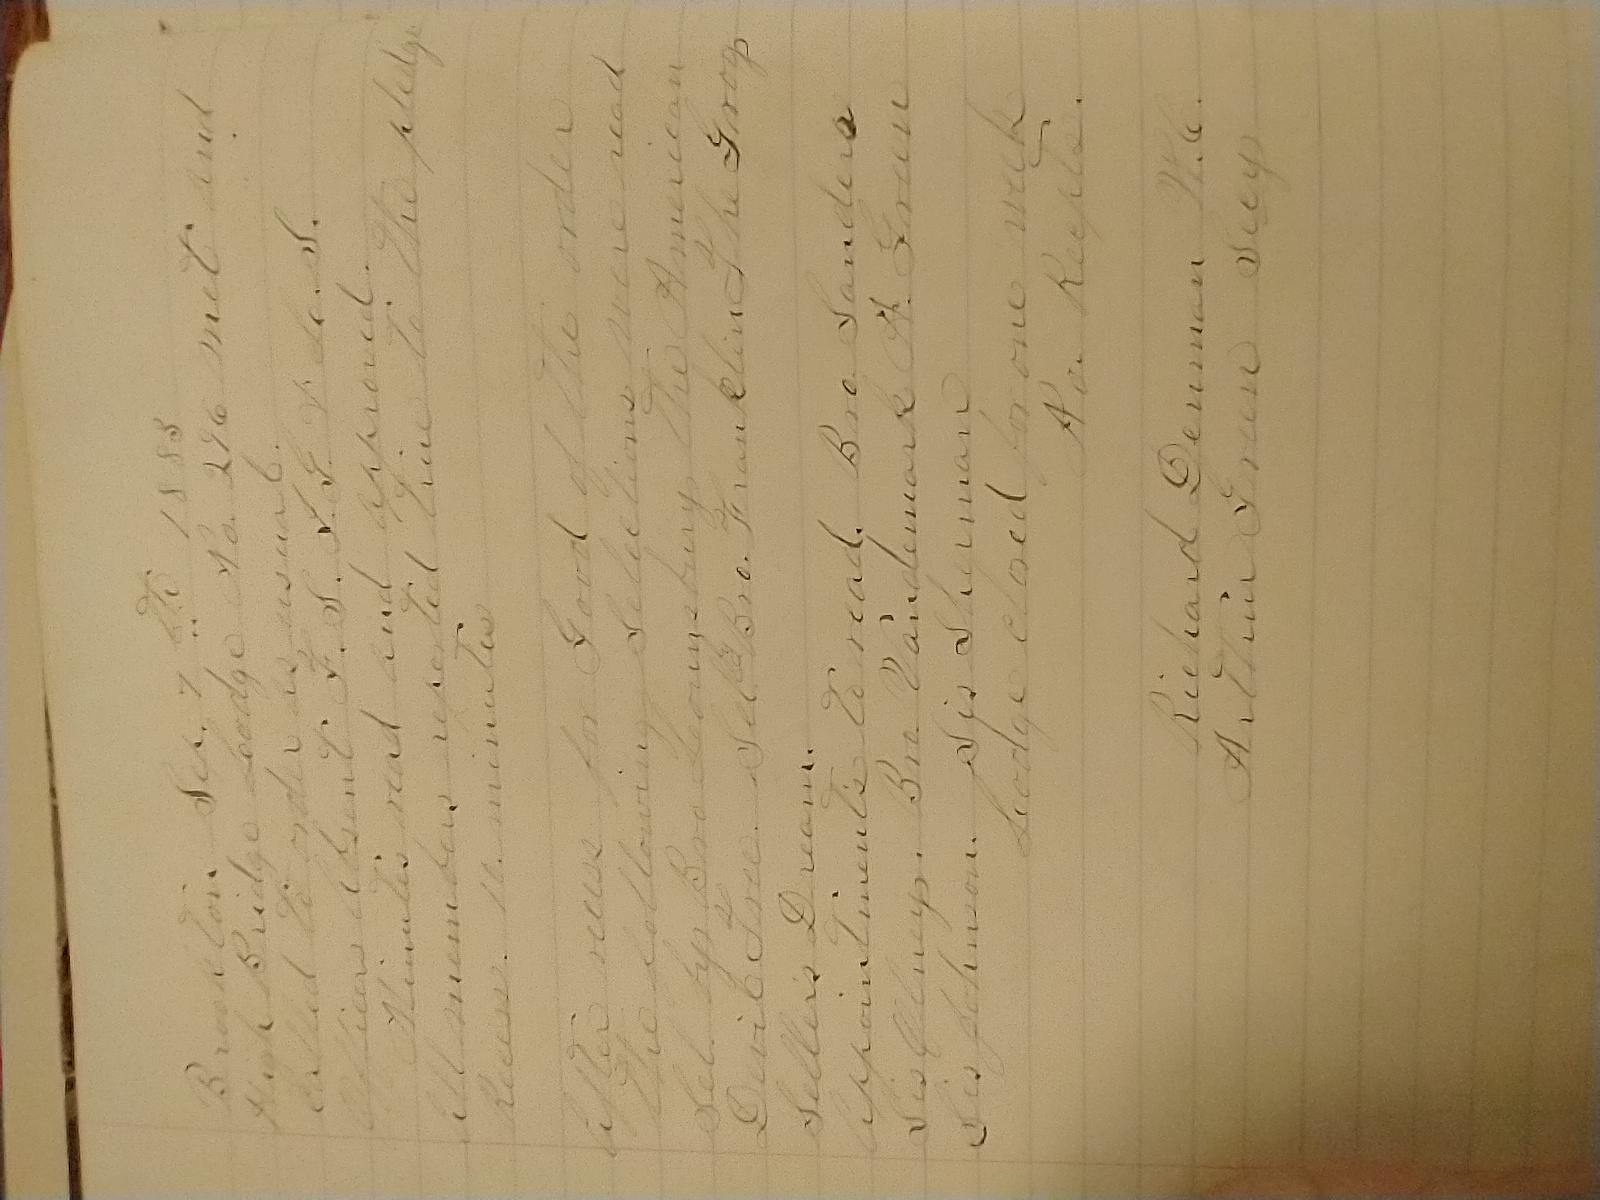 Brookton Sep. 7th 1883
High Bridge Lodge No. 296 met and
called to order as usual.
Officers Absent F. S. I. G. & L. S.
Minutes read and approved.
All members reported true to the pledge
Recess. 10. minutes
After recess for Good of the order
the following Selections were read
Sel. by Bro Lounsbury the American
Devil Tree. Sel by Bro. Franklin The Grog
Sellers Dream.
Appointments to read. Bro. Sanders
Sis Olney. Bro. Vandemark A. Green
Sis Johnson. Sis Sherman
Lodge closed for one week
No. Recpts.
Richard Denman W.C.
Arthur Green Secy